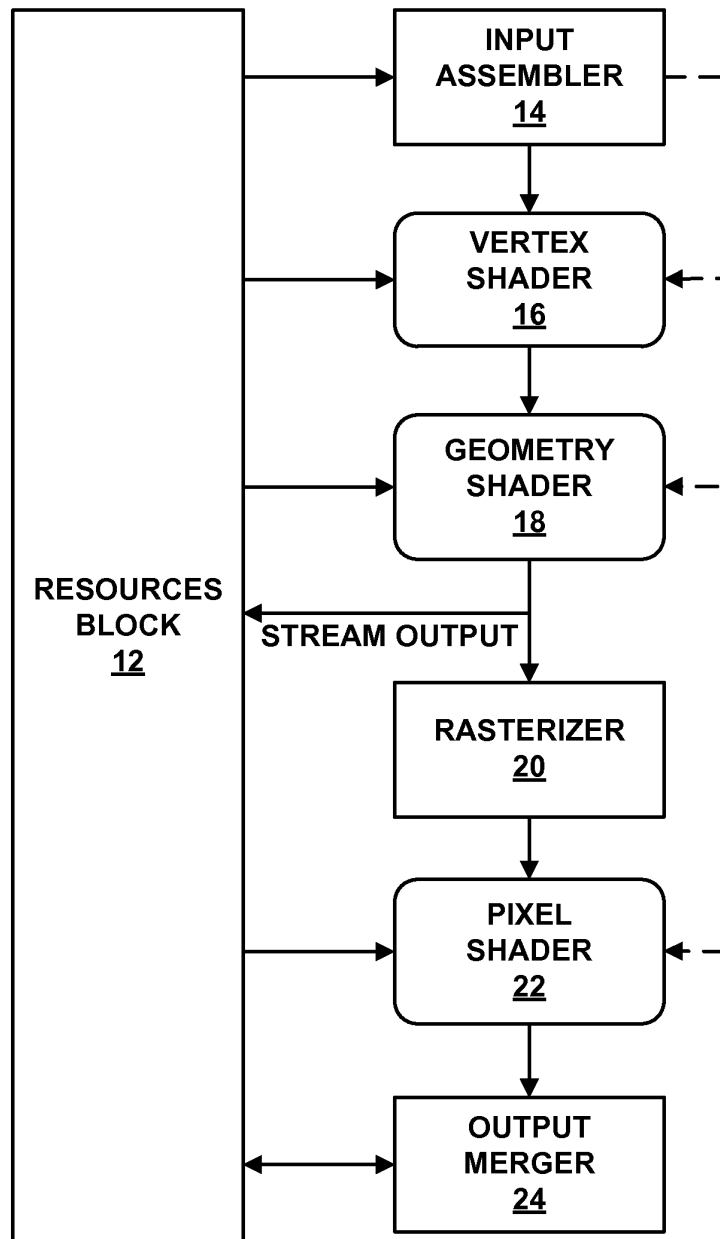 INPUT
ASSEMBLER
14
VERTEX
SHADER
16
GEOMETRY
SHADER
18
RESOURCES
BLOCK
12
STREAM OUTPUT
RASTERIZER
20
PIXEL
SHADER
22
OUTPUT
MERGER
24